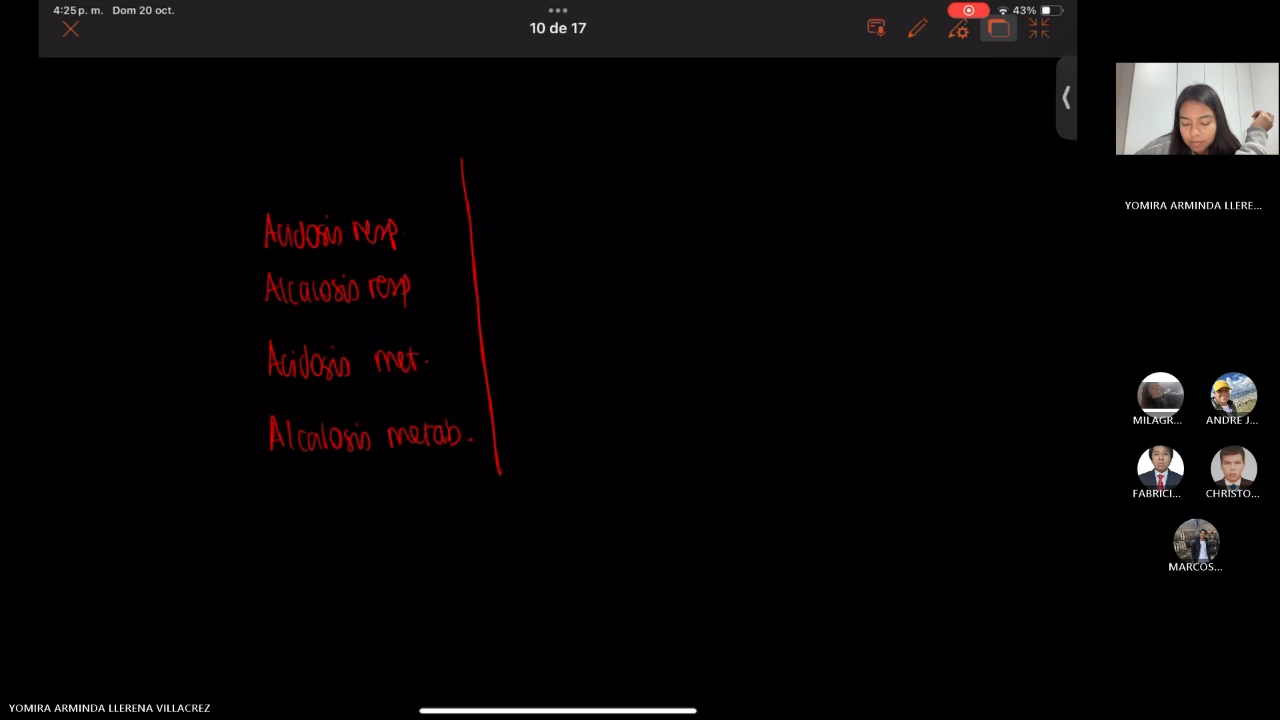 4:25 p. m. Dom 20 oct.
43%
10 de 17
Acidosis resp.
Alcalosis resp
Acidosis met.
Alcalosis metab.
YOMIRA ARMINDA LLERE...
MILAGR...
ANDRE J...
FABRICI...
CHRISTO...
MARCOS...
YOMIRA ARMINDA LLERENA VILLACREZ